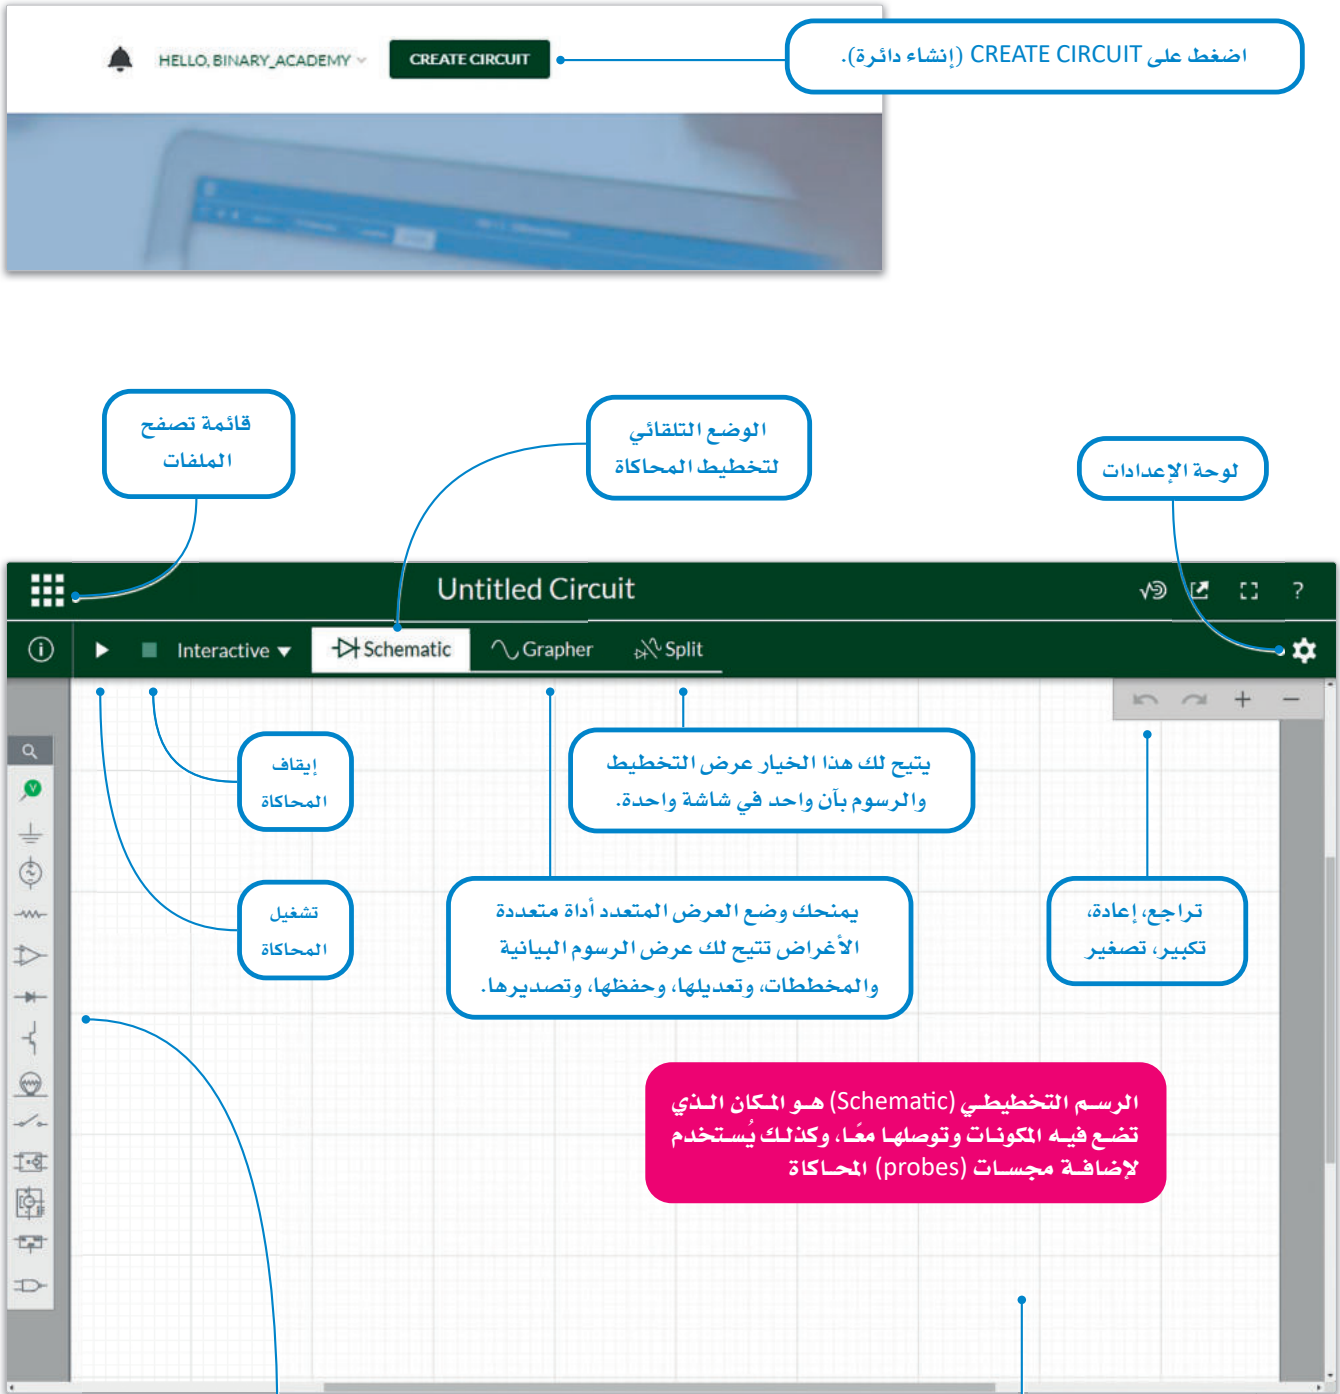 HELLO, BINARY_ACADEMY
CREATE CIRCUIT
اضغط على CREATE CIRCUIT (إنشاء دائرة).
قائمة تصفح
الملفات
الوضع التلقائي
لتخطيط المحاكاة
لوحة الإعدادات
Untitled Circuit
?
Interactive
Schematic
Grapher
Split
إيقاف
المحاكاة
يتيح لك هذا الخيار عرض التخطيط
والرسوم بآن واحد في شاشة واحدة.
تشغيل
المحاكاة
يمنحك وضع العرض المتعدد أداة متعددة
الأغراض تتيح لك عرض الرسوم البيانية
والمخططات، وتعديلها، وحفظها، وتصديرها.
تراجع، إعادة،
تكبير، تصغير
الرسم التخطيطي (Schematic) هو المكان الذي
تضع فيه المكونات وتوصلها معًا، وكذلك يُستخدم
لإضافة مجسات (probes) المحاكاة